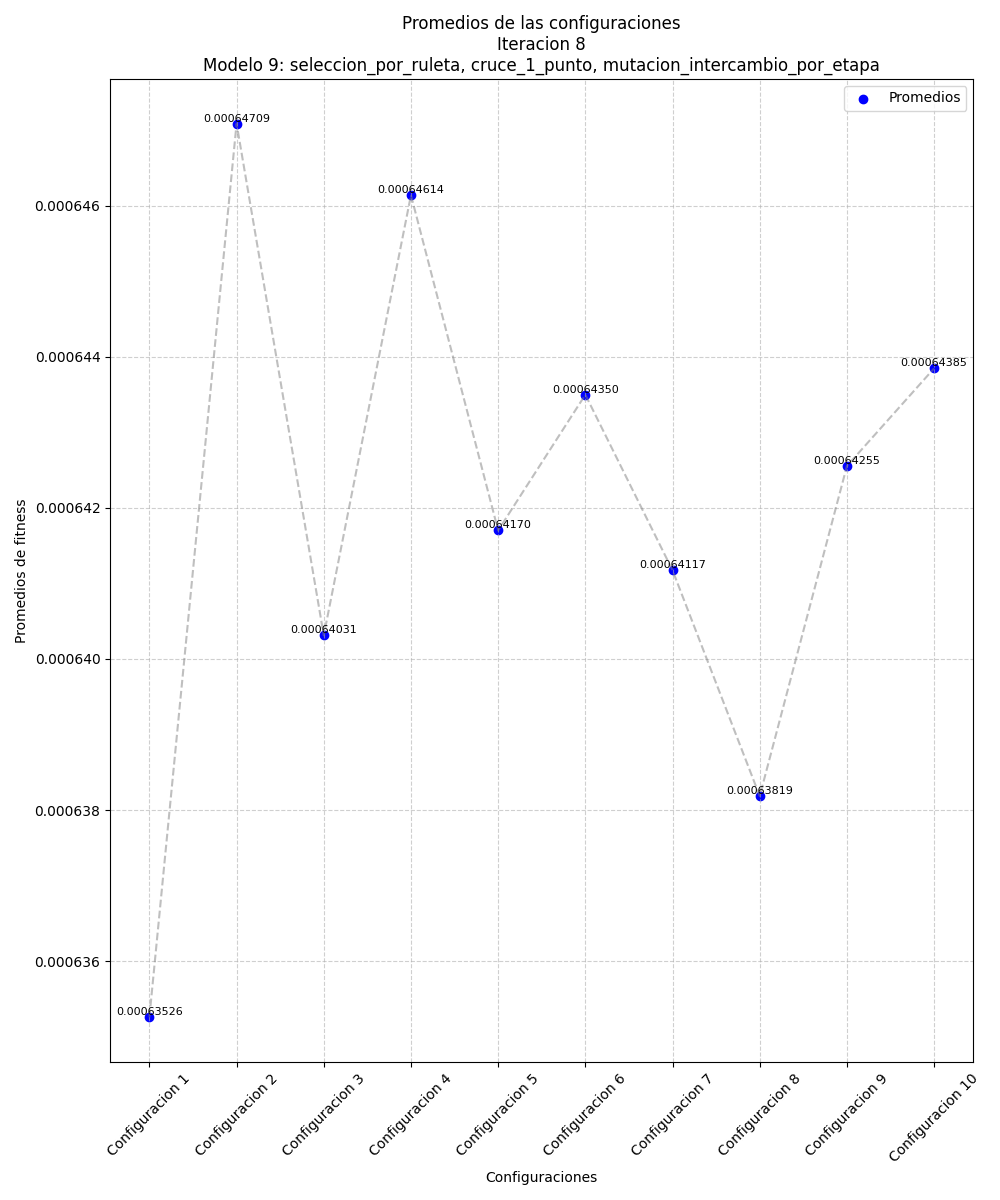 Promedios de las configuraciones
Iteracion 8
Modelo 9: seleccion_por_ruleta, cruce_1_punto, mutacion_intercambio_por_etapa
Promedios
0.00064709
0.00064614
0.000646
0.00064385
0.000644
0.00064350
0.00064255
0.00064170
0.000642
0.00064117
0.00064031
0.000640
0.00063819
0.000638
0.000636
0.00063526
Promedios de fitness
Configuracion 1
Configuracion 2
Configuracion 3
Configuracion 4
Configuracion 5
Configuracion 6
Configuracion 7
Configuracion 8
Configuracion 9
Configuracion 10
Configuraciones